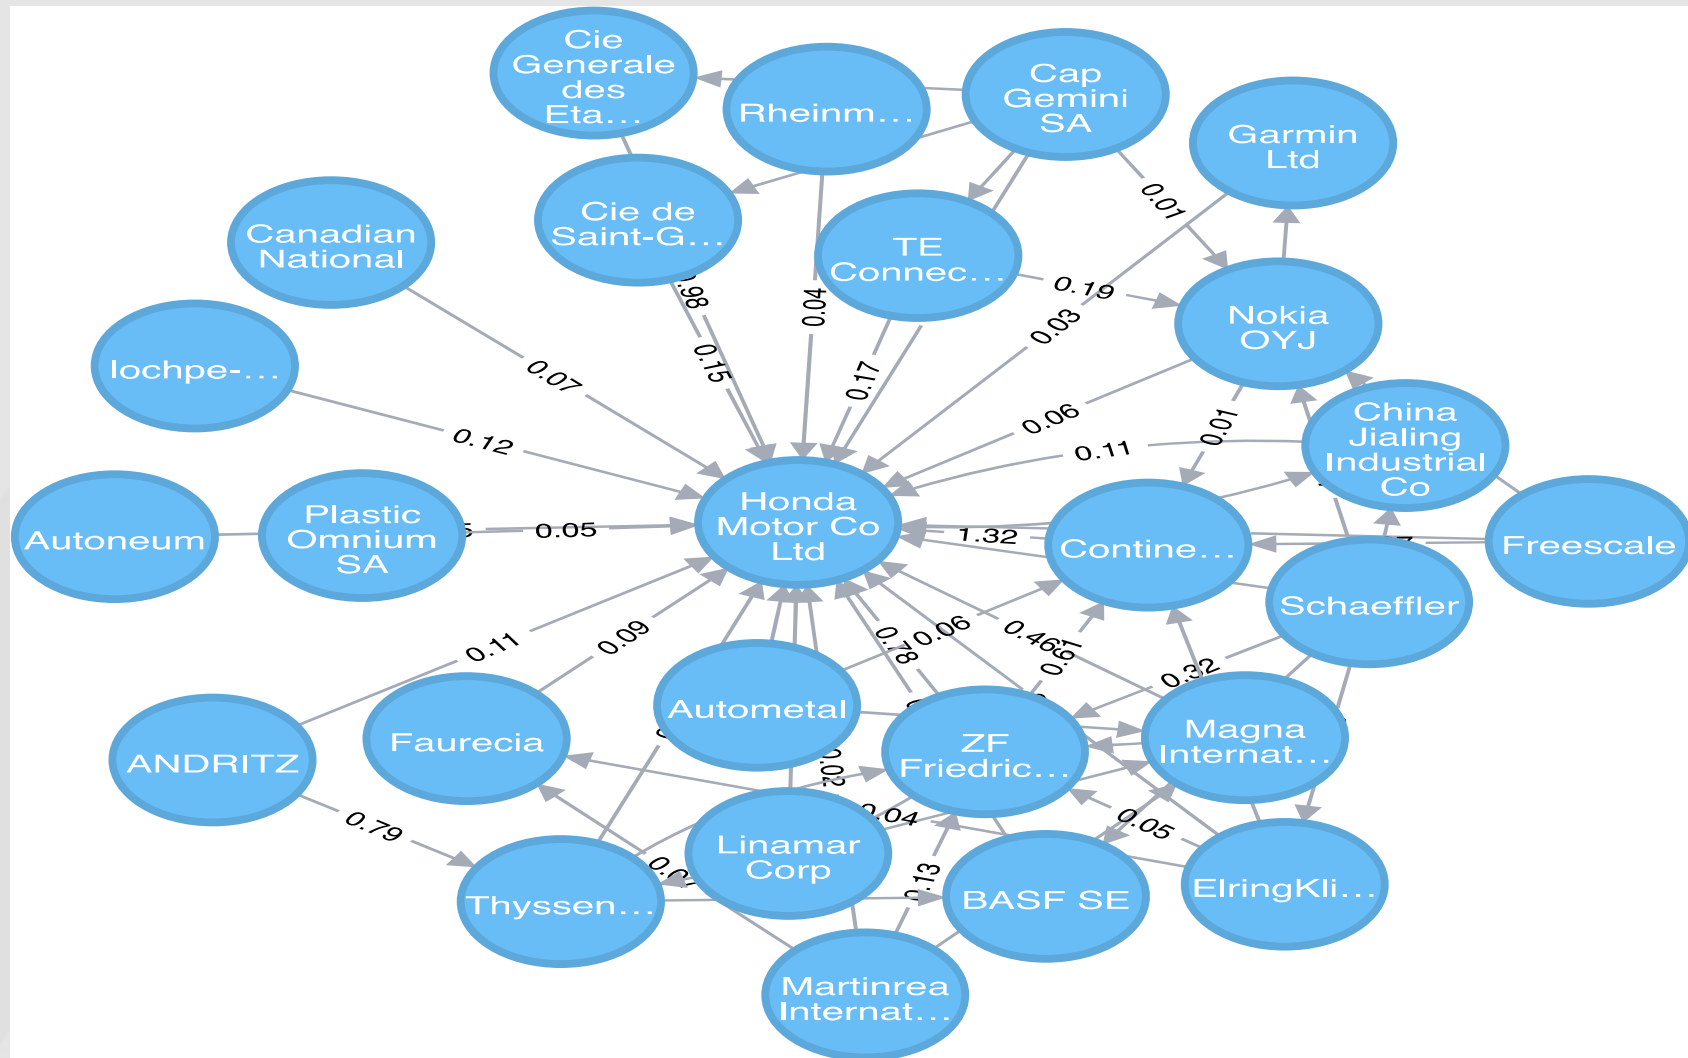 Cie
Generale
des
Eta...
Rheinm...
Cap
Gemini
SA
Garmin
Ltd
Canadian
National
Cie de
Saint-G...
TE
Connec...
0.01
0.19
Nokia
OYJ
0.04
0.03
.98
0.15
0.17
0.07
Iochpe-...
0.12
0.06
0.01
0.11
China
Jialing
Industrial
Co
Autoneum
Plastic
Omnium
SA
0.05
Honda
Motor Co
Ltd
1.32
Contine...
Freescale
Schaeffler
0.11
0.09
0.78
0.06
0.46
0.61
0.32
ANDRITZ
Faurecia
Autometal
ZF
Friedric...
Magna
Internat...
0.02
0.79
0.04
0.05
Thyssen...
Linamar
Corp
0.13
BASF SE
ElringKli...
Martinrea
Internat...